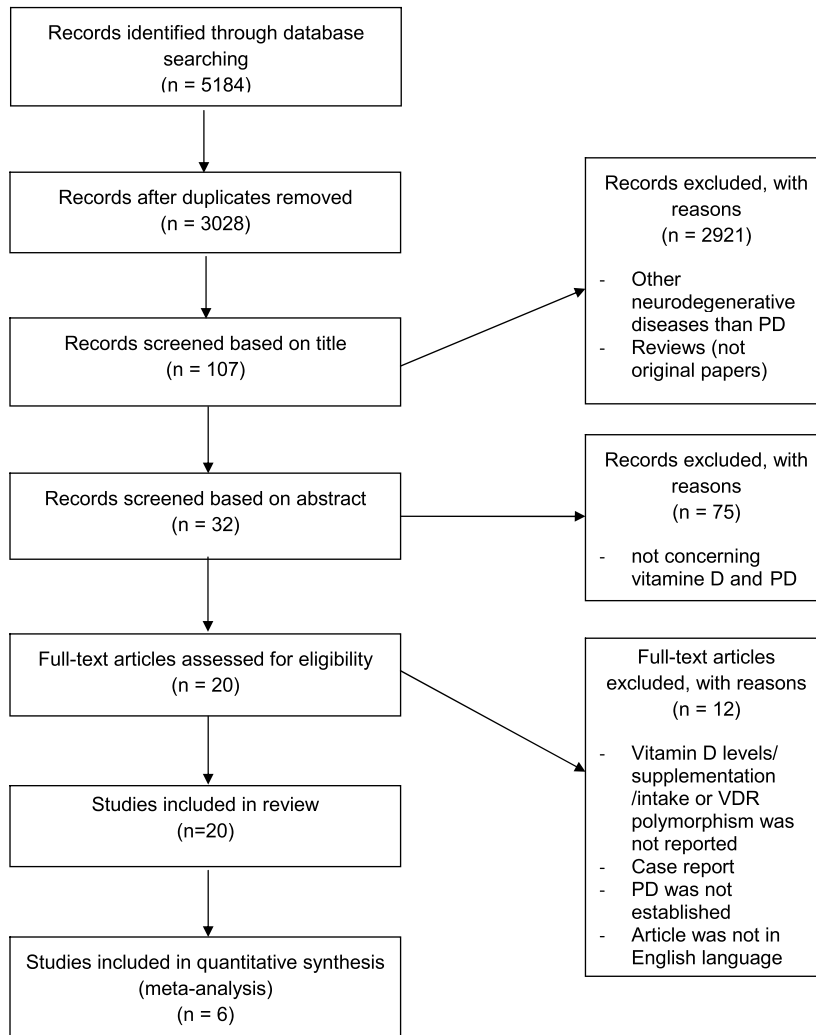 Records identified through database
searching
(n = 5184)
Records after duplicates removed
(n = 3028)
Records excluded, with
reasons
(n = 2921)
- Other
neurodegenerative
diseases than PD
- Reviews (not
original papers)
Records screened based on title
(n = 107)
Records screened based on abstract
(n = 32)
Records excluded, with
reasons
(n = 75)
- not concerning
vitamine D and PD
Full-text articles assessed for eligibility
(n = 20)
Full-text articles
excluded, with reasons
(n = 12)
- Vitamin D levels/
supplementation
/intake or VDR
polymorphism was
not reported
- Case report
- PD was not
established
- Article was not in
English language
Studies included in review
(n=20)
Studies included in quantitative synthesis
(meta-analysis)
(n = 6)